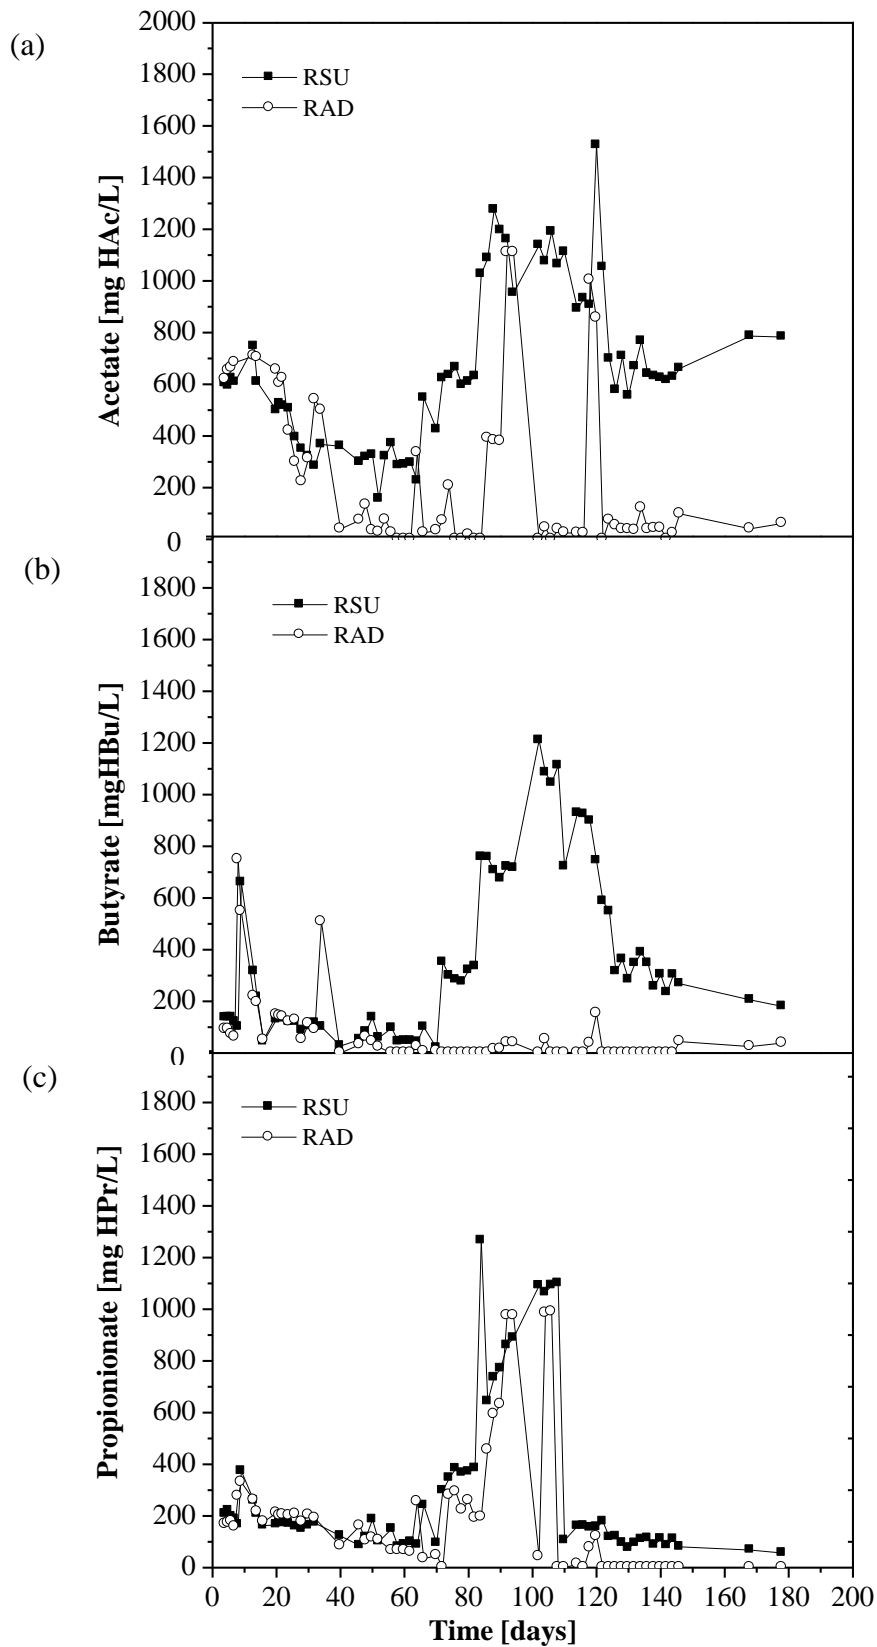 (a)
2000
1800
1600
1400
1200
1000
800
600
400
200
0
Acetate [mg HAc/L]
RSU
RAD
(b)
1800
1600
1400
1200
1000
800
600
400
200
0
Butyrate [mgHBu/L]
RSU
RAD
(c)
1800
1600
1400
1200
1000
800
600
400
200
0
Propionionate [mg HPr/L]
RSU
RAD
0 20 40 60 80 100 120 140 160 180 200
Time [days]